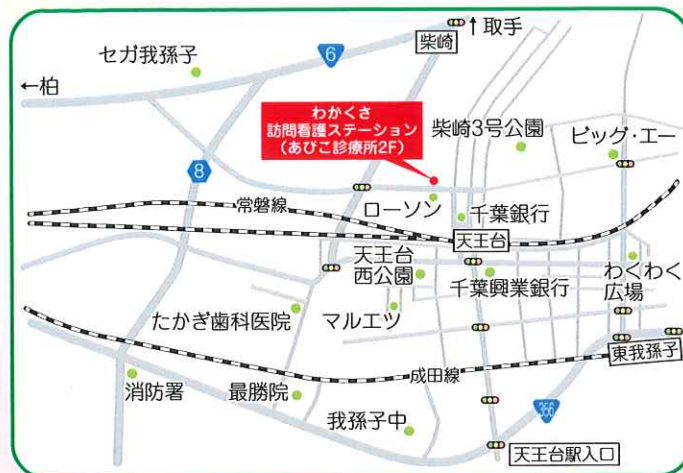 柴崎
↑取手
セガ我孫子
6
←柏
わかくさ
訪問看護ステーション
(あびこ診療所2F)
柴崎3号公園
ビッグ・エー
8
常磐線
ローソン
千葉銀行
天王台
天王台
西公園
千葉興業銀行
わくわく
広場
たかぎ歯科医院
マルエツ
東我孫子
成田線
消防署
最勝院
356
我孫子中
天王台駅入口